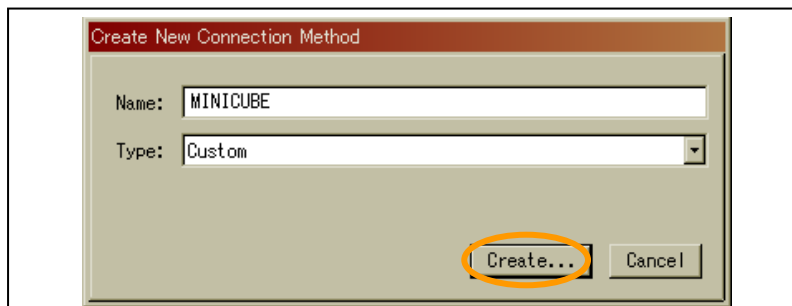 Create New Connection Method
Name: MINICUBE
Type: Custom
Create... Cancel